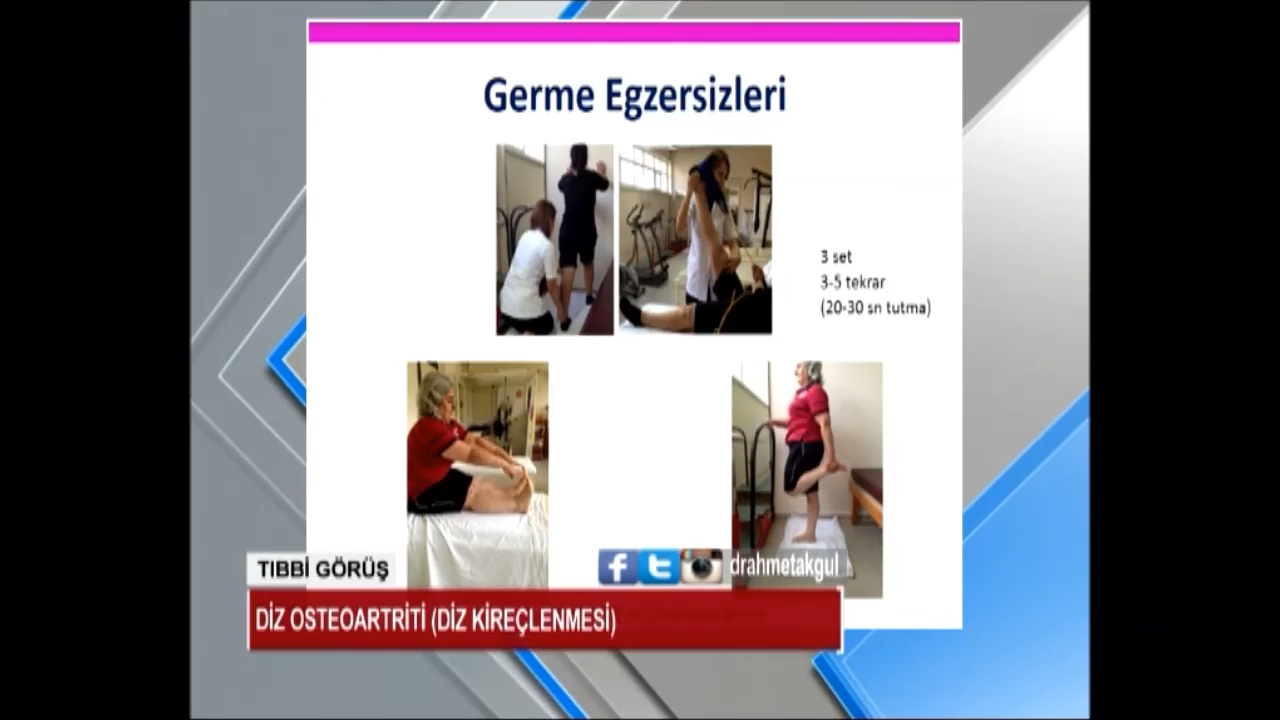 Germe Egzersizleri
3 set
3-5 tekrar
(20-30 sn tutma)
TIBBİ GÖRÜŞ
drahmetakgul
DİZ OSTEOARTRİTİ (DİZ KİREÇLENMESİ)